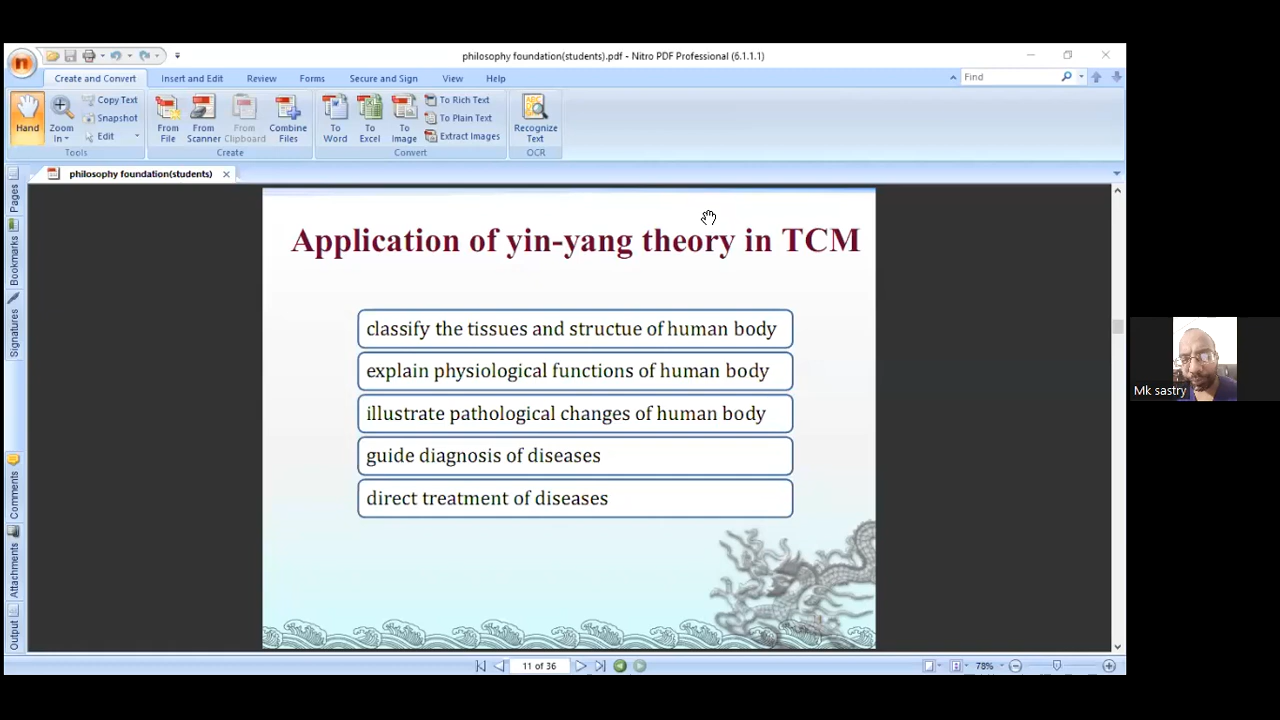 philosophy foundation(students).pdf - Nitro PDF Professional (6.1.1.1)
Create and Convert Insert and Edit Review Forms Secure and Sign View Help Find
Hand Zoom In Copy Text Snapshot Edit
From File From Scanner From Clipboard Combine Files
To Word To Excel To Image To Rich Text To Plain Text Extract Images
Recognize Text
Tools Create Convert OCR
philosophy foundation(students)
Pages
Bookmarks
Signatures
Comments
Attachments
Output
Application of yin-yang theory in TCM
classify the tissues and structue of human body
explain physiological functions of human body
illustrate pathological changes of human body
guide diagnosis of diseases
direct treatment of diseases
11 of 36
78%
Mk sastry